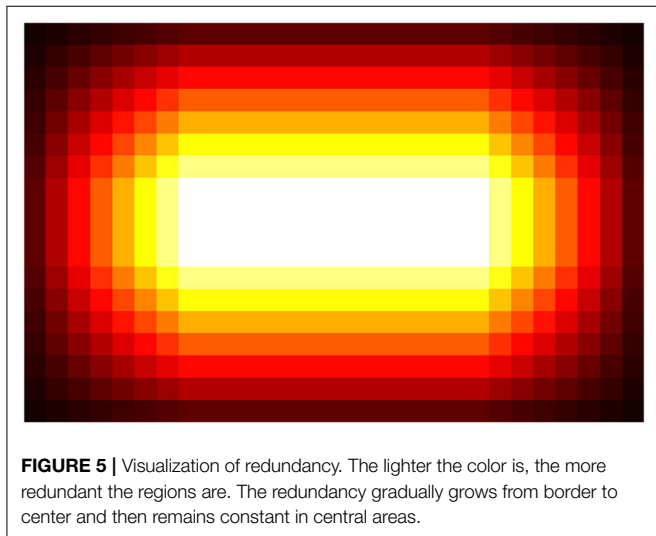 FIGURE 5 | Visualization of redundancy. The lighter the color is, the more
redundant the regions are. The redundancy gradually grows from border to
center and then remains constant in central areas.